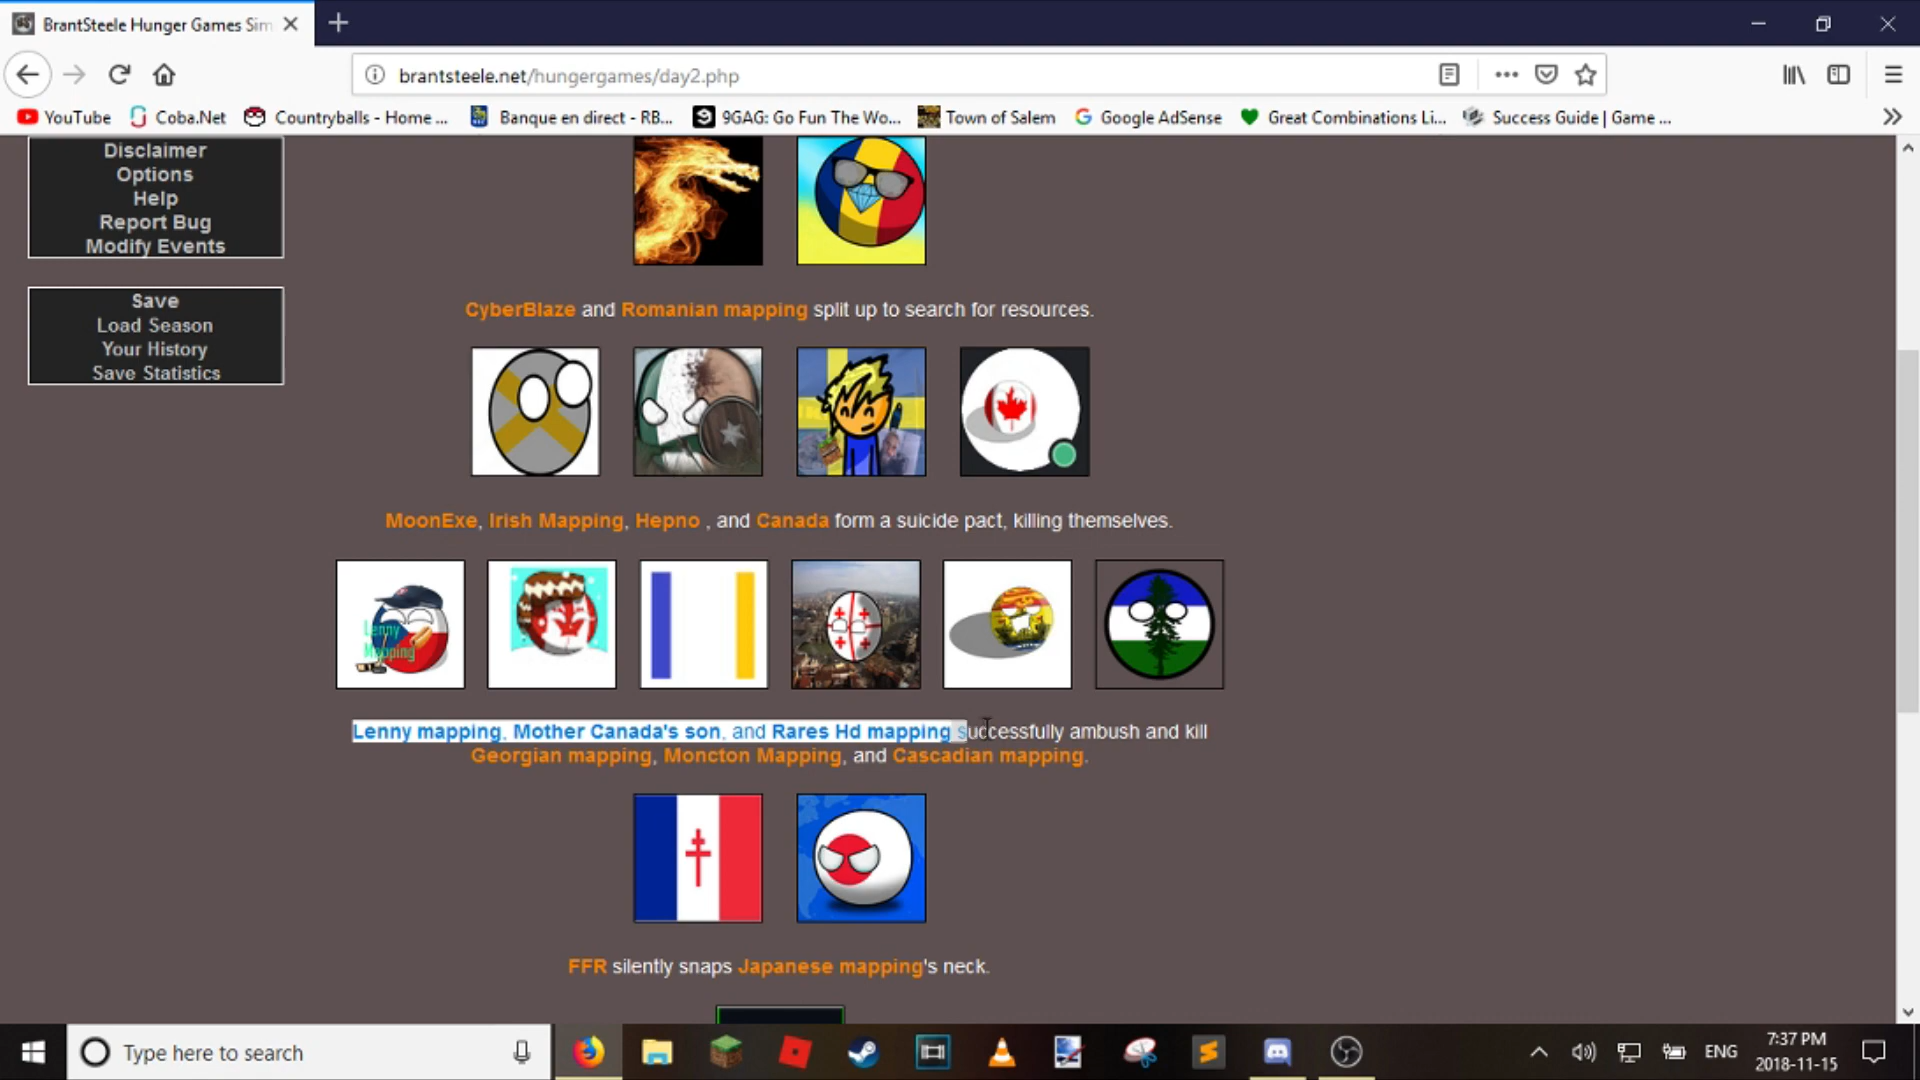 BrantSteele Hunger Games Sim
brantsteele.net/hungergames/day2.php
YouTube
Coba.Net
Countryballs - Home ...
Banque en direct - RB...
9GAG: Go Fun The Wo...
Town of Salem
Google AdSense
Great Combinations Li...
Success Guide | Game ...
Disclaimer
Options
Help
Report Bug
Modify Events
Save
Load Season
Your History
Save Statistics
CyberBlaze and Romanian mapping split up to search for resources.
MoonExe, Irish Mapping, Hepno , and Canada form a suicide pact, killing themselves.
Lenny
Mapping
Lenny mapping, Mother Canada's son, and Rares Hd mapping successfully ambush and kill
Georgian mapping, Moncton Mapping, and Cascadian mapping.
FFR silently snaps Japanese mapping's neck.
Type here to search
ENG
7:37 PM
2018-11-15